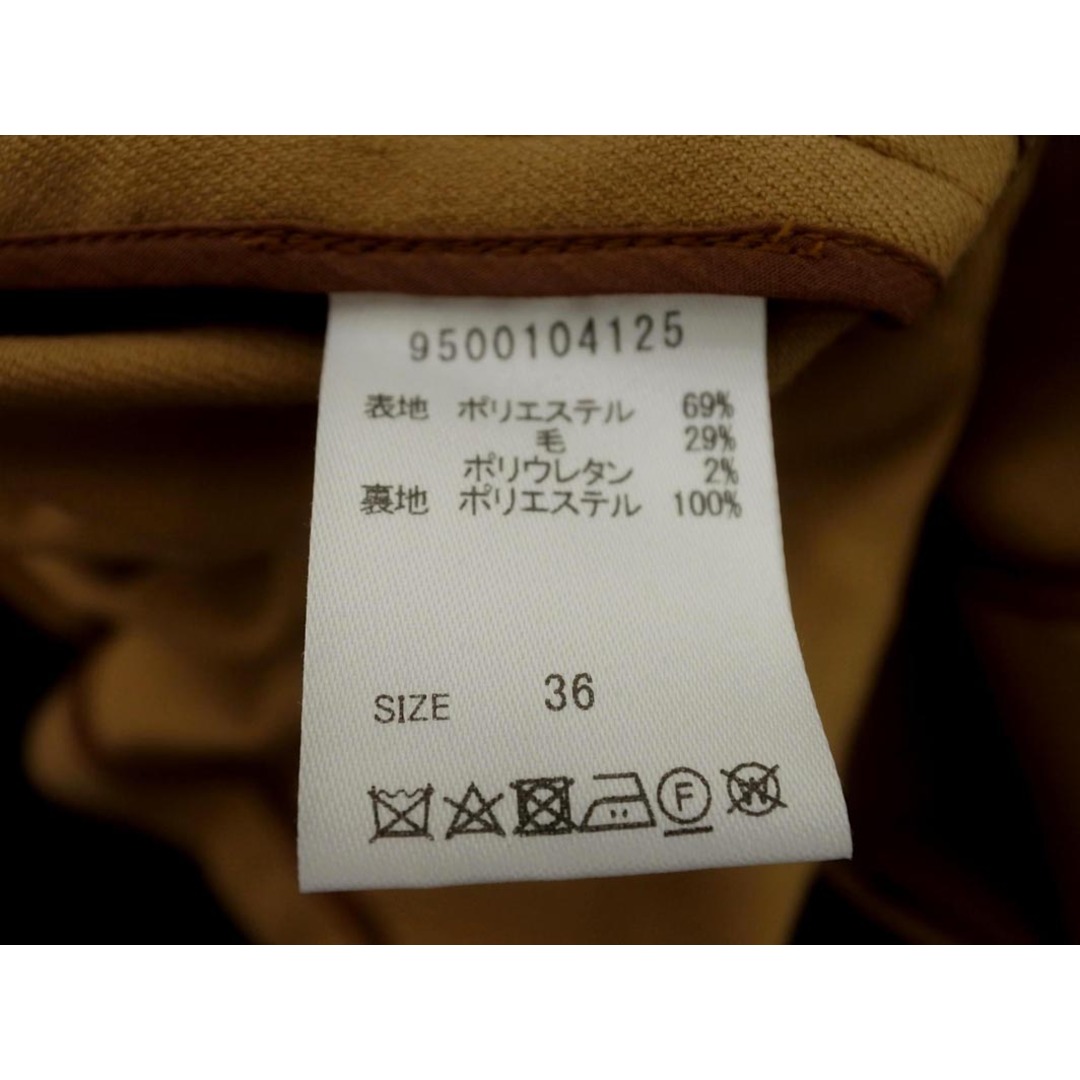 9500104125
表地 ポリエステル 69%
毛 29%
ポリウレタン 2%
裏地 ポリエステル 100%
SIZE 36
F W